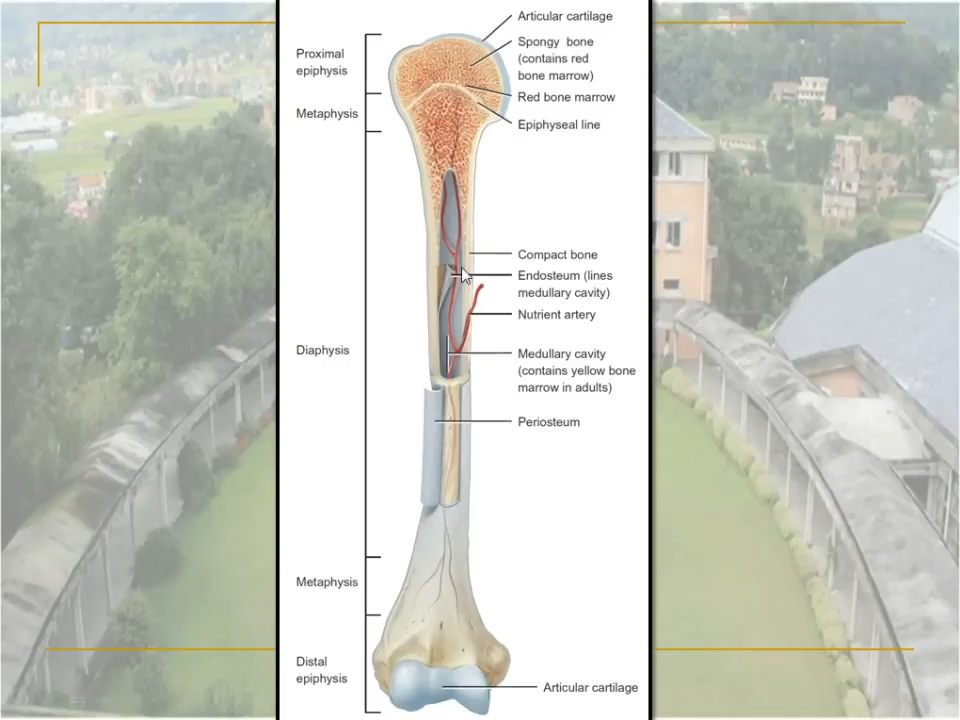 Articular cartilage
Proximal
epiphysis
Spongy bone
(contains red
bone marrow)
Red bone marrow
Metaphysis
Epiphyseal line
Compact bone
Endosteum (lines
medullary cavity)
Nutrient artery
Diaphysis
Medullary cavity
(contains yellow bone
marrow in adults)
Periosteum
Metaphysis
Distal
epiphysis
Articular cartilage